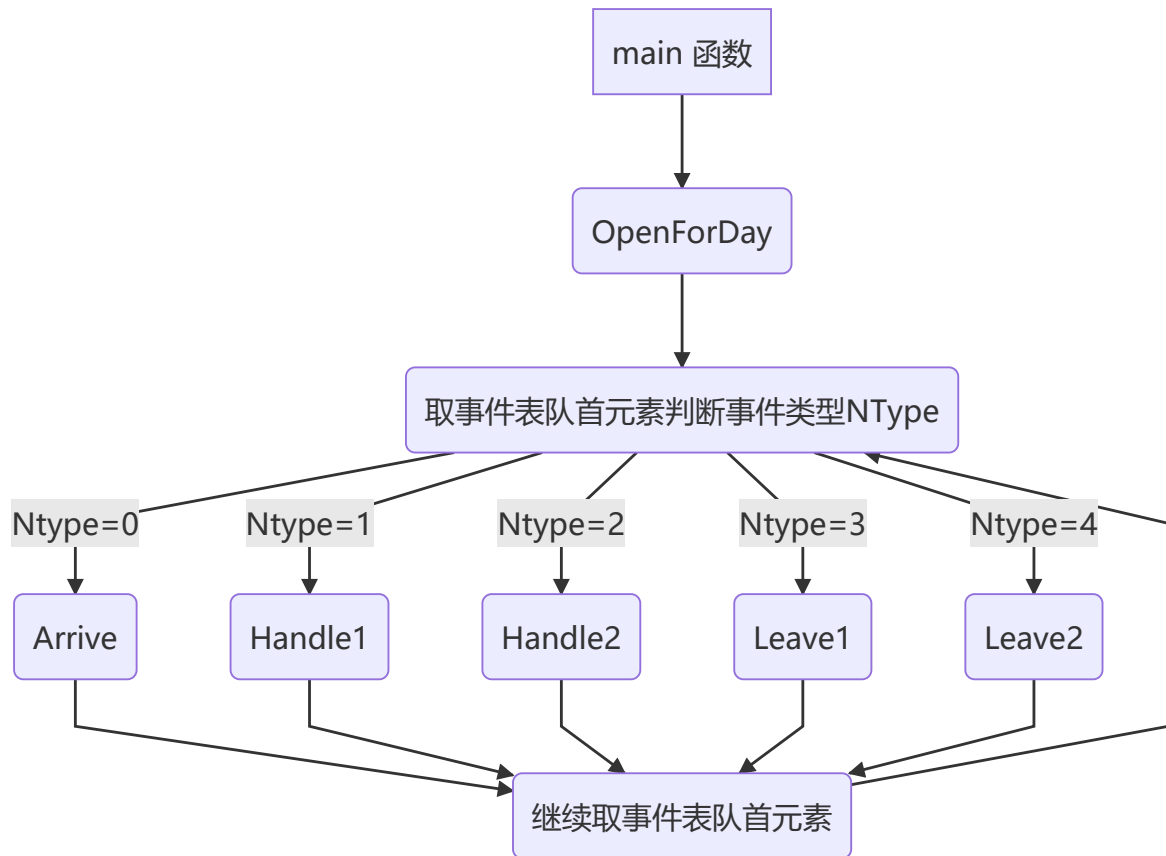 main 函数
OpenForDay
取事件表队首元素判断事件类型NType
Ntype=0
Ntype=1
Ntype=2
Ntype=3
Ntype=4
Arrive
Handle1
Handle2
Leave1
Leave2
继续取事件表队首元素